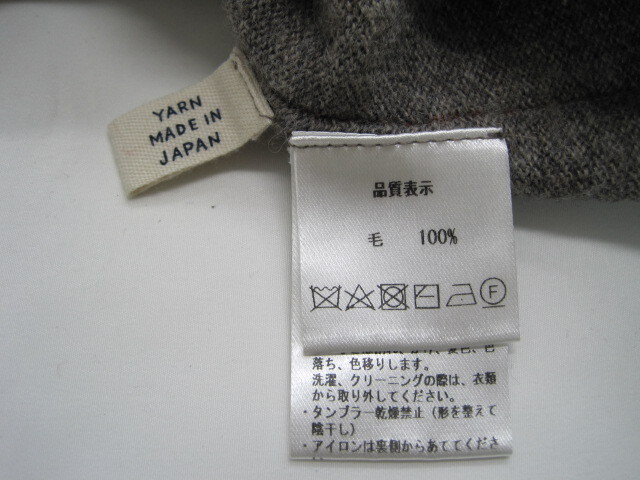 YARN
MADE IN
JAPAN
品質表示
毛 100%
F
落ち、色移りします。
洗濯、クリーニングの際は、衣類
から取り外してください。
・タンブラー乾燥禁止（形を整えて
陰干し）
・アイロンは裏側からあててくださ